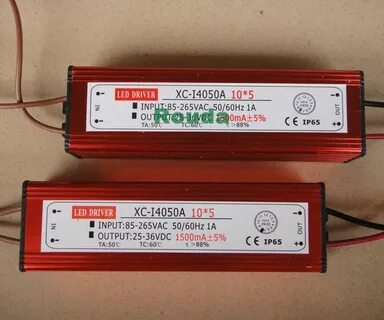 LED DRIVER XC-I4050A 10*5
INPUT:85-265VAC 50/60Hz 1A
TA:50℃ TC:60℃ >88%
IN
OUT
CE IP65
LED DRIVER XC-I4050A 10*5
INPUT:85-265VAC 50/60Hz 1A
OUTPUT:25-36VDC 1500mA±5%
TA:50℃ TC:60℃ >88%
IN
OUT
CE IP65